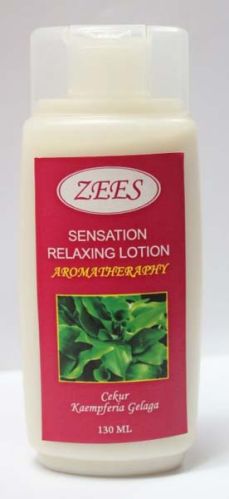 ZEES
SENSATION
RELAXING LOTION
AROMATHERAPHY
Cekur
Kaempferia Gelaga
130 ML